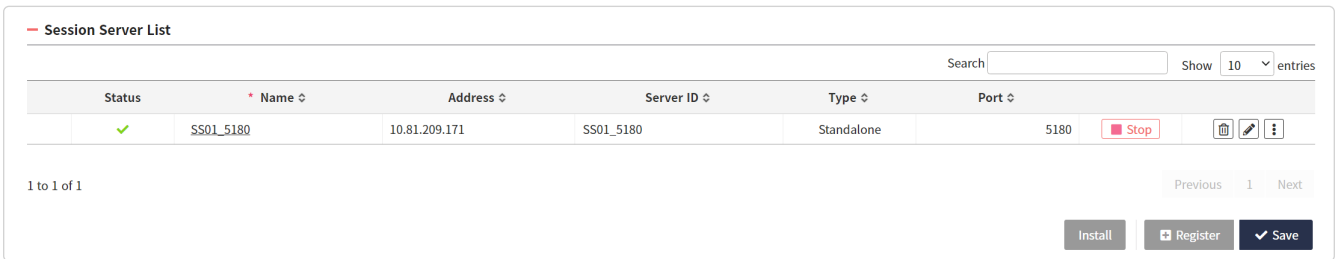 Session Server List
Search Show 10 entries
Status * Name Address Server ID Type Port
SS01_5180 10.81.209.171 SS01_5180 Standalone 5180 Stop
1 to 1 of 1
Previous 1 Next
Install Register Save